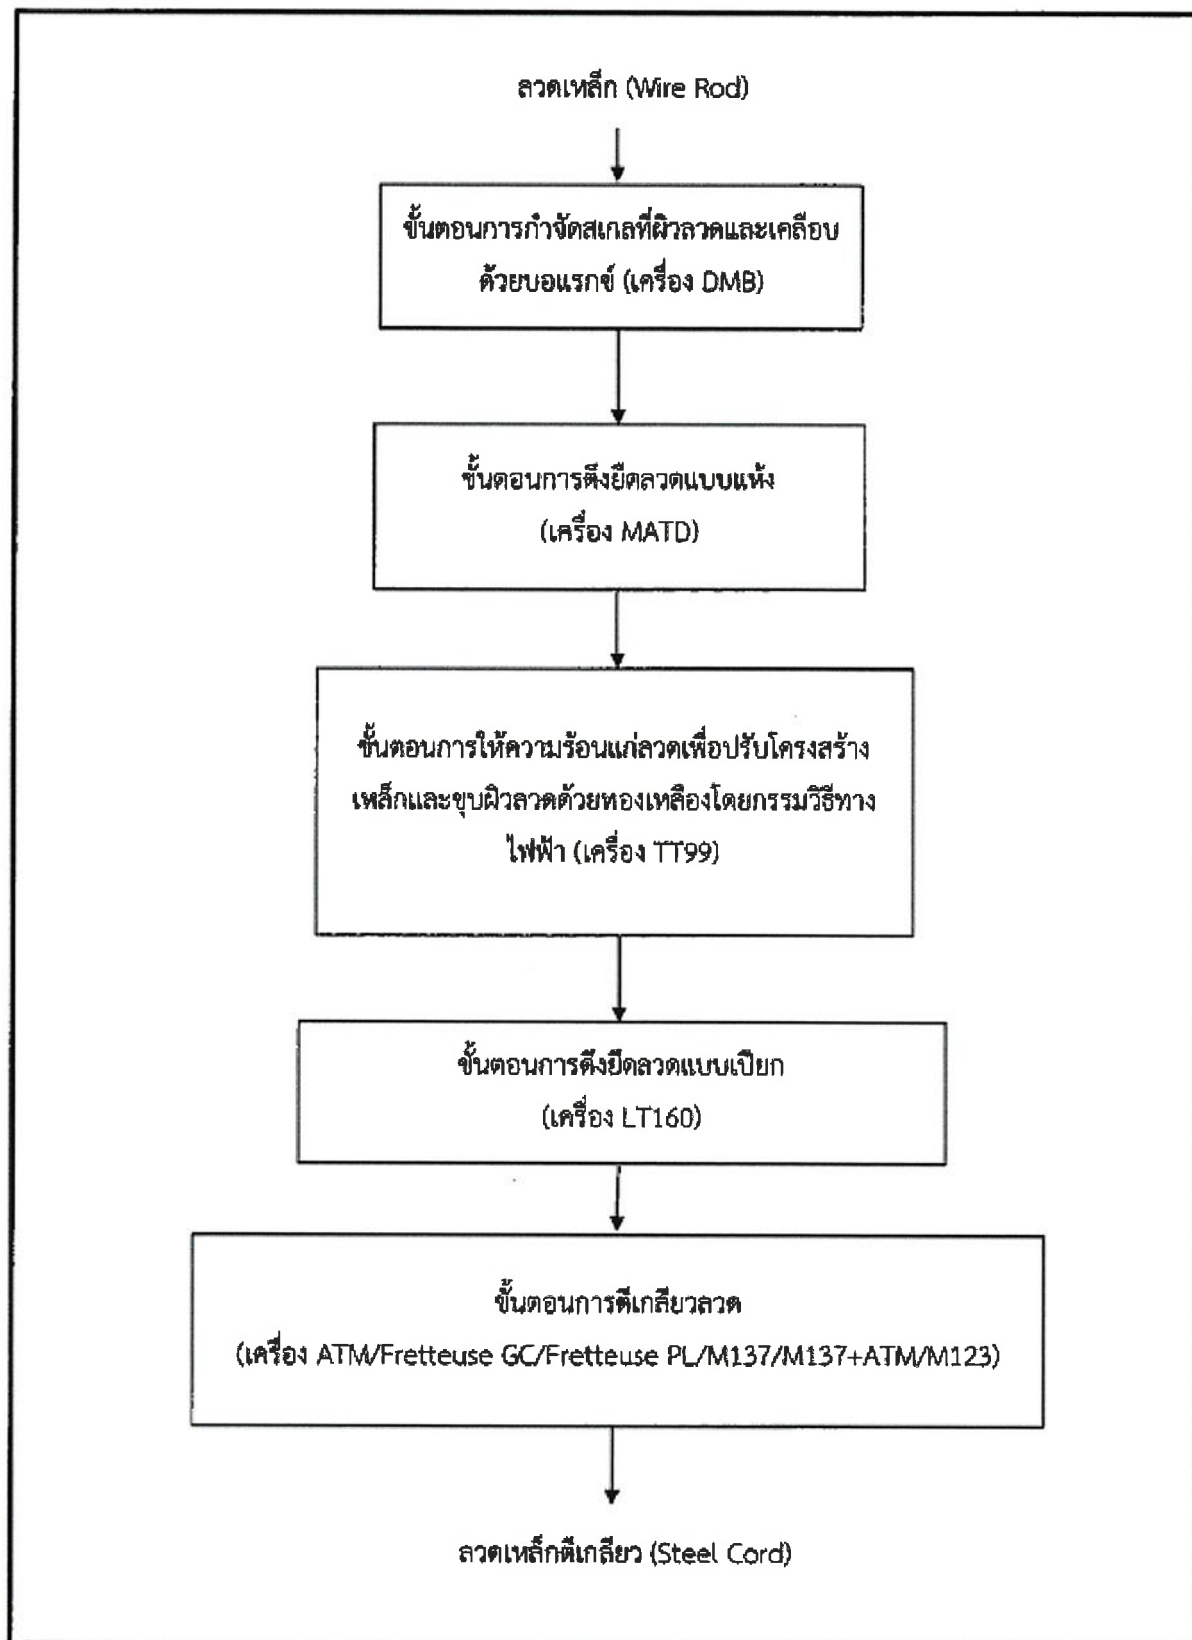 ลวดเหล็ก (Wire Rod)
ขั้นตอนการกำจัดสเกลที่ผิวลวดและเคลือบ
ด้วยบอแรกซ์ (เครื่อง DMB)
ขั้นตอนการดึงยืดลวดแบบแห้ง
(เครื่อง MATD)
ขั้นตอนการให้ความร้อนแก่ลวดเพื่อปรับโครงสร้าง
เหล็กและชุบผิวลวดด้วยทองเหลืองโดยกรรมวิธีทาง
ไฟฟ้า (เครื่อง TT99)
ขั้นตอนการดึงยืดลวดแบบเปียก
(เครื่อง LT160)
ขั้นตอนการตีเกลียวลวด
(เครื่อง ATM/Fretteuse GC/Fretteuse PL/M137/M137+ATM/M123)
ลวดเหล็กตีเกลียว (Steel Cord)